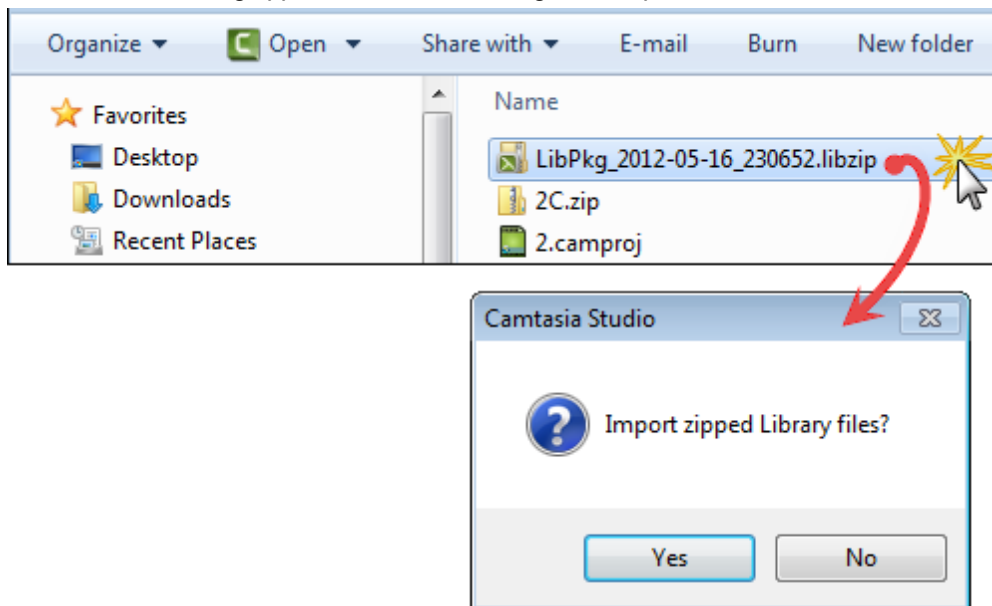 Organize Open Share with E-mail Burn New folder
Favorites
Desktop
Downloads
Recent Places
Name
LibPkg_2012-05-16_230652.libzip
2C.zip
2.camproj
Camtasia Studio
Import zipped Library files?
Yes No